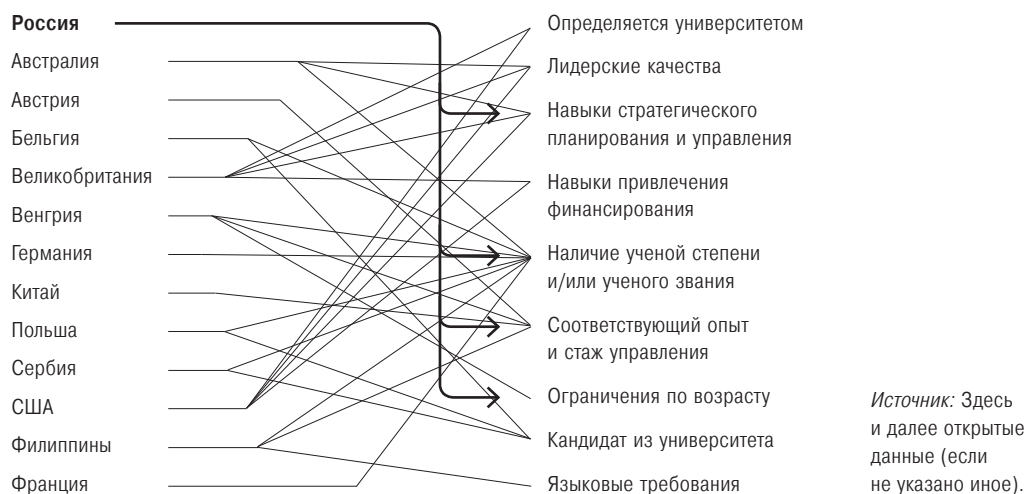 Россия
Австралия
Австрия
Бельгия
Великобритания
Венгрия
Германия
Китай
Польша
Сербия
США
Филиппины
Франция
Определяется университетом
Лидерские качества
Навыки стратегического
планирования и управления
Навыки привлечения
финансирования
Наличие ученой степени
и/или ученого звания
Соответствующий опыт
и стаж управления
Ограничения по возрасту
Кандидат из университета
Языковые требования
Источник: Здесь
и далее открытые
данные (если
не указано иное).